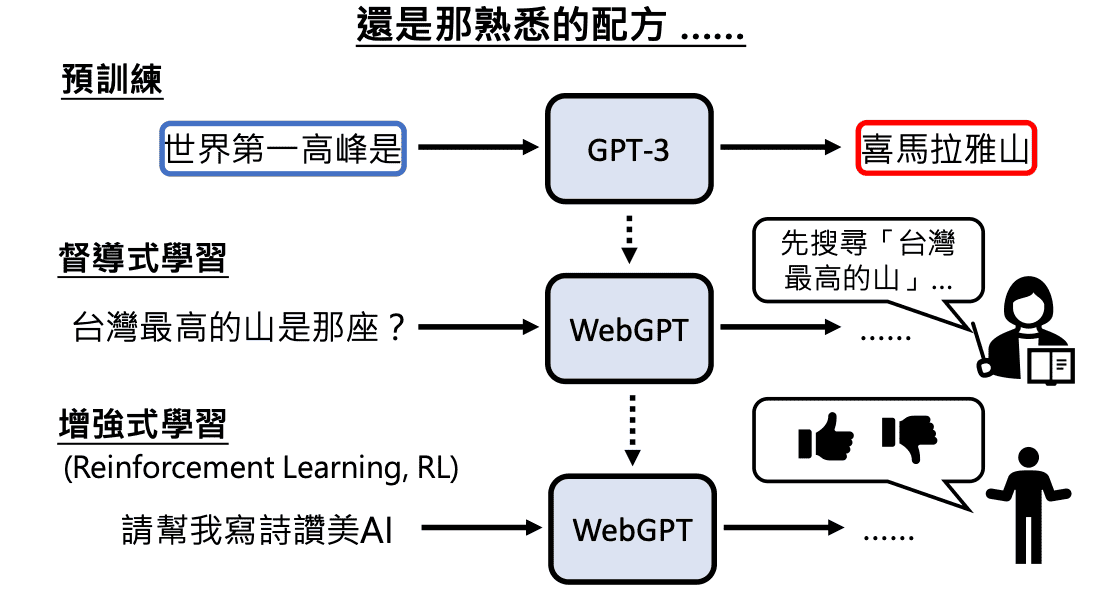 還是那熟悉的配方 ......
預訓練
世界第一高峰是
GPT-3
喜馬拉雅山
督導式學習
先搜尋「台灣
最高的山」...
台灣最高的山是那座？
WebGPT
......
增強式學習
(Reinforcement Learning, RL)
請幫我寫詩讚美AI
WebGPT
......